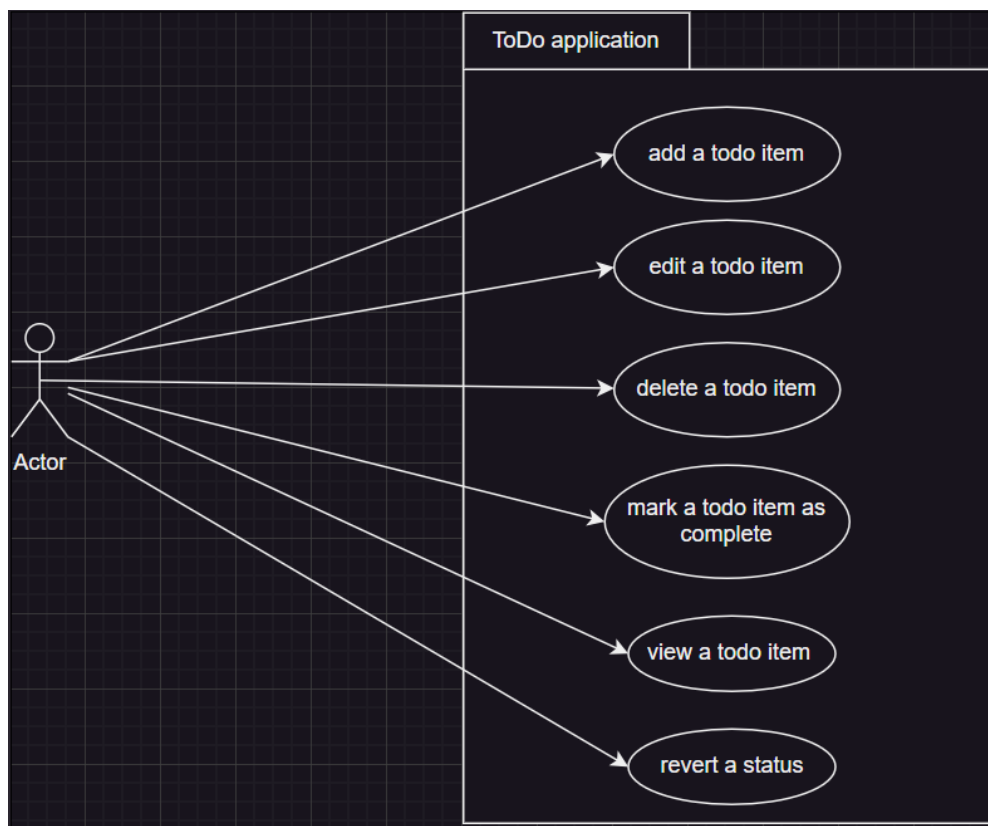 ToDo application
add a todo item
edit a todo item
delete a todo item
Actor
mark a todo item as
complete
view a todo item
revert a status